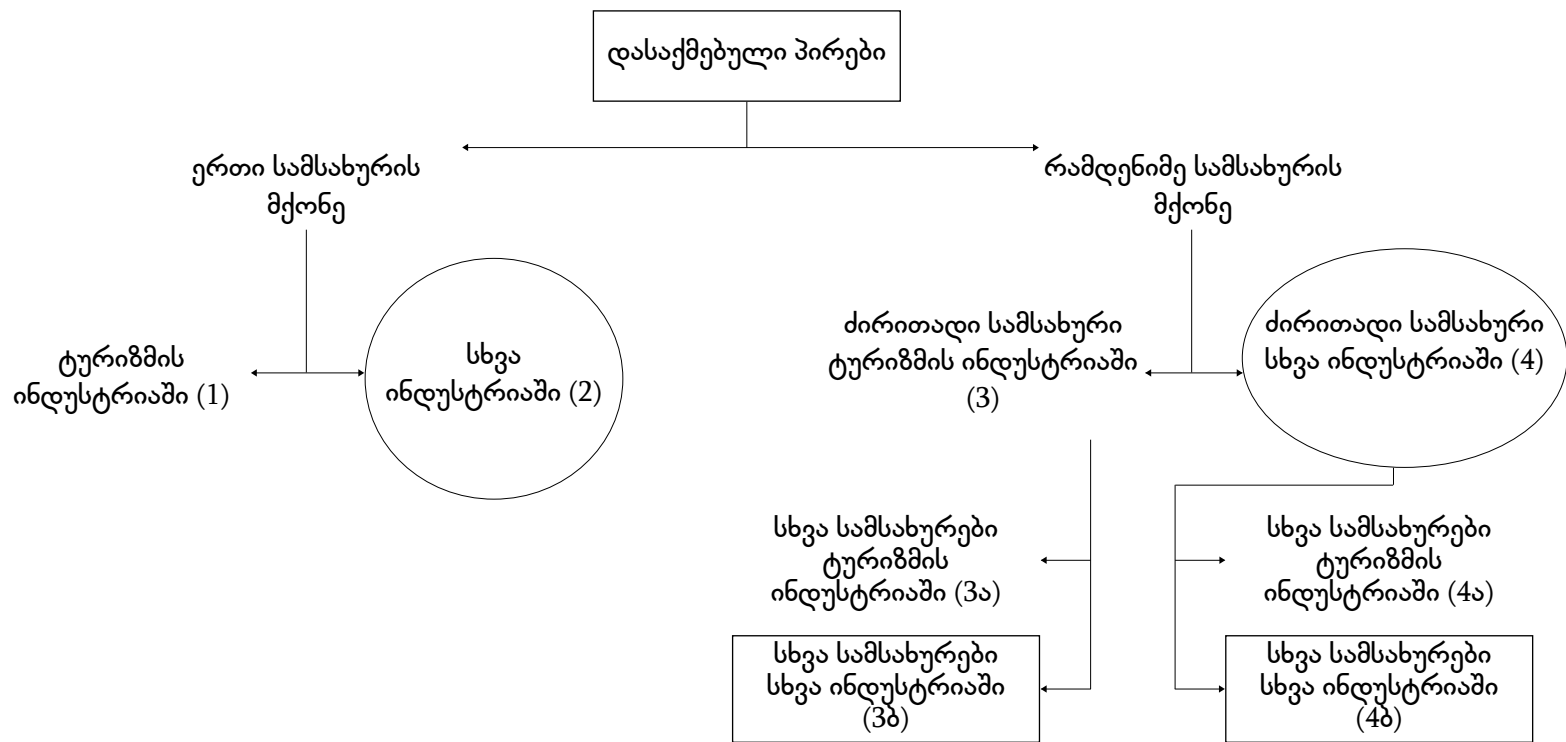 დასაქმებული პირები
ერთი სამსახურის
მქონე
რამდენიმე სამსახურის
მქონე
ტურიზმის
ინდუსტრიაში (1)
სხვა
ინდუსტრიაში (2)
ძირითადი სამსახური
ტურიზმის ინდუსტრიაში
(3)
ძირითადი სამსახური
სხვა ინდუსტრიაში (4)
სხვა სამსახურები
ტურიზმის
ინდუსტრიაში (3ა)
სხვა სამსახურები
ტურიზმის
ინდუსტრიაში (4ა)
სხვა სამსახურები
სხვა ინდუსტრიაში
(3ბ)
სხვა სამსახურები
სხვა ინდუსტრიაში
(4ბ)